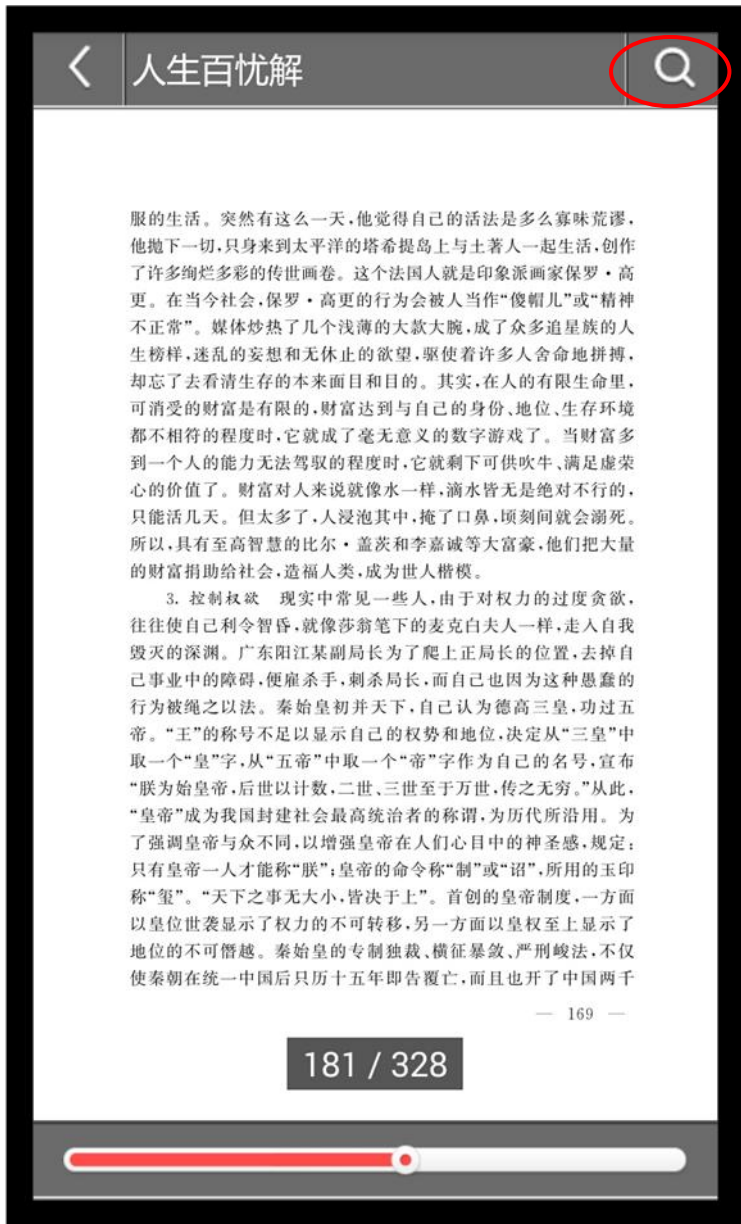 人生百忧解
服的生活。突然有这么一天,他觉得自己的活法是多么寡味荒谬,
他抛下一切,只身来到太平洋的塔希提岛上与土著人一起生活,创作
了许多绚烂多彩的传世画卷。这个法国人就是印象派画家保罗·高
更。在当今社会,保罗·高更的行为会被人当作“傻帽儿”或“精神
不正常”。媒体炒热了几个浅薄的大款大腕,成了众多追星族的人
生榜样,迷乱的妄想和无休止的欲望,驱使着许多人舍命地拼搏,
却忘了去看清生存的本来面目和目的。其实,在人的有限生命里,
可消受的财富是有限的,财富达到与自己的身份、地位、生存环境
都不相符的程度时,它就成了毫无意义的数字游戏了。当财富多
到一个人的能力无法驾驭的程度时,它就剩下可供吹牛、满足虚荣
心的价值了。财富对人来说就像水一样,滴水皆无是绝对不行的,
只能活几天。但太多了,人浸泡其中,掩了口鼻,顷刻间就会溺死。
所以,具有至高智慧的比尔·盖茨和李嘉诚等大富豪,他们把大量
的财富捐助给社会,造福人类,成为世人楷模。
3. 控制权欲 现实中常见一些人,由于对权力的过度贪欲,
往往使自己利令智昏,就像莎翁笔下的麦克白夫人一样,走入自我
毁灭的深渊。广东阳江某副局长为了爬上正局长的位置,去掉自
己事业中的障碍,便雇杀手,刺杀局长,而自己也因为这种愚蠢的
行为被绳之以法。秦始皇初并天下,自己认为德高三皇,功过五
帝。“王”的称号不足以显示自己的权势和地位,决定从“三皇”中
取一个“皇”字,从“五帝”中取一个“帝”字作为自己的名号,宣布
“朕为始皇帝,后世以计数,二世、三世至于万世,传之无穷。”从此,
“皇帝”成为我国封建社会最高统治者的称谓,为历代所沿用。为
了强调皇帝与众不同,以增强皇帝在人们心目中的神圣感,规定:
只有皇帝一人才能称“朕”;皇帝的命令称“制”或“诏”,所用的玉印
称“玺”。“天下之事无大小,皆决于上”。首创的皇帝制度,一方面
以皇位世袭显示了权力的不可转移,另一方面以皇权至上显示了
地位的不可僭越。秦始皇的专制独裁、横征暴敛、严刑峻法,不仅
使秦朝在统一中国后只历十五年即告覆亡,而且也开了中国两千
— 169 —
181 / 328